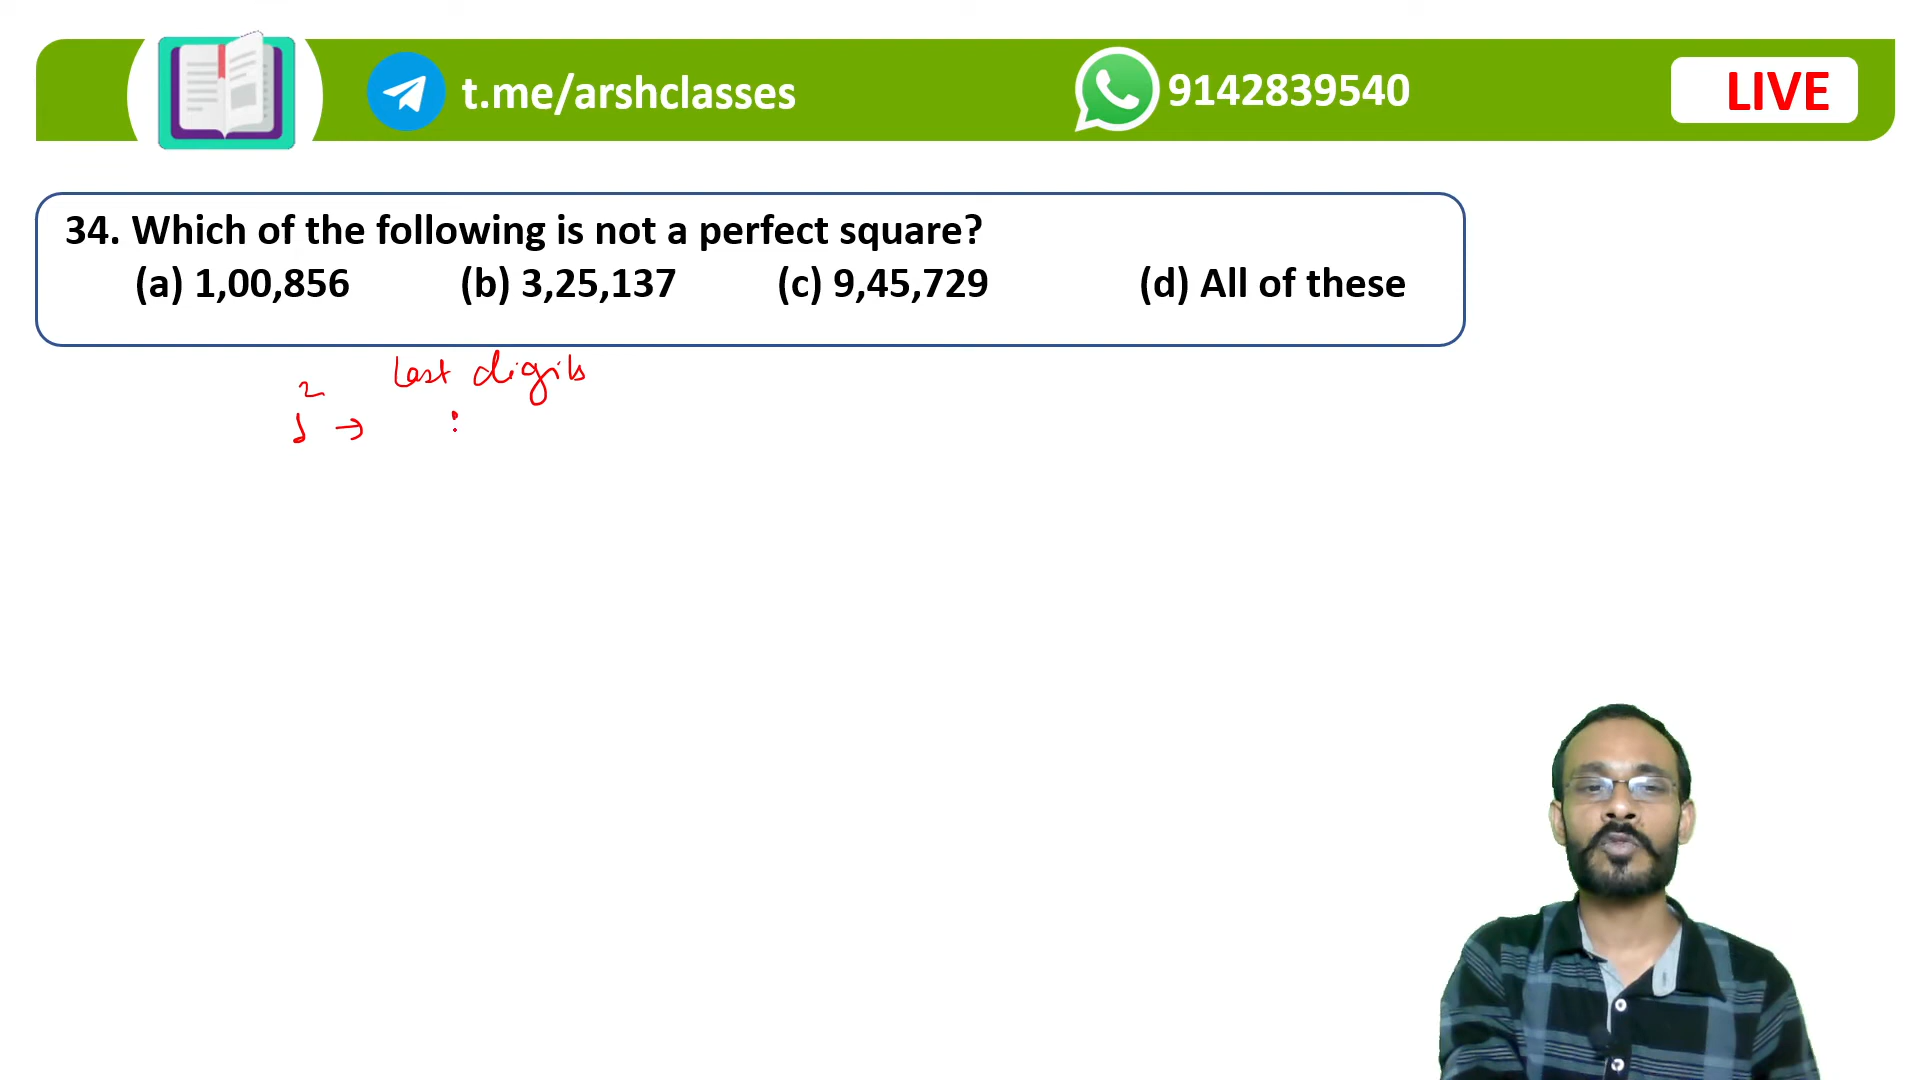 t.me/arshclasses
9142839540
LIVE
34. Which of the following is not a perfect square?
(a) 1,00,856 (b) 3,25,137 (c) 9,45,729 (d) All of these
Last digits
1² →